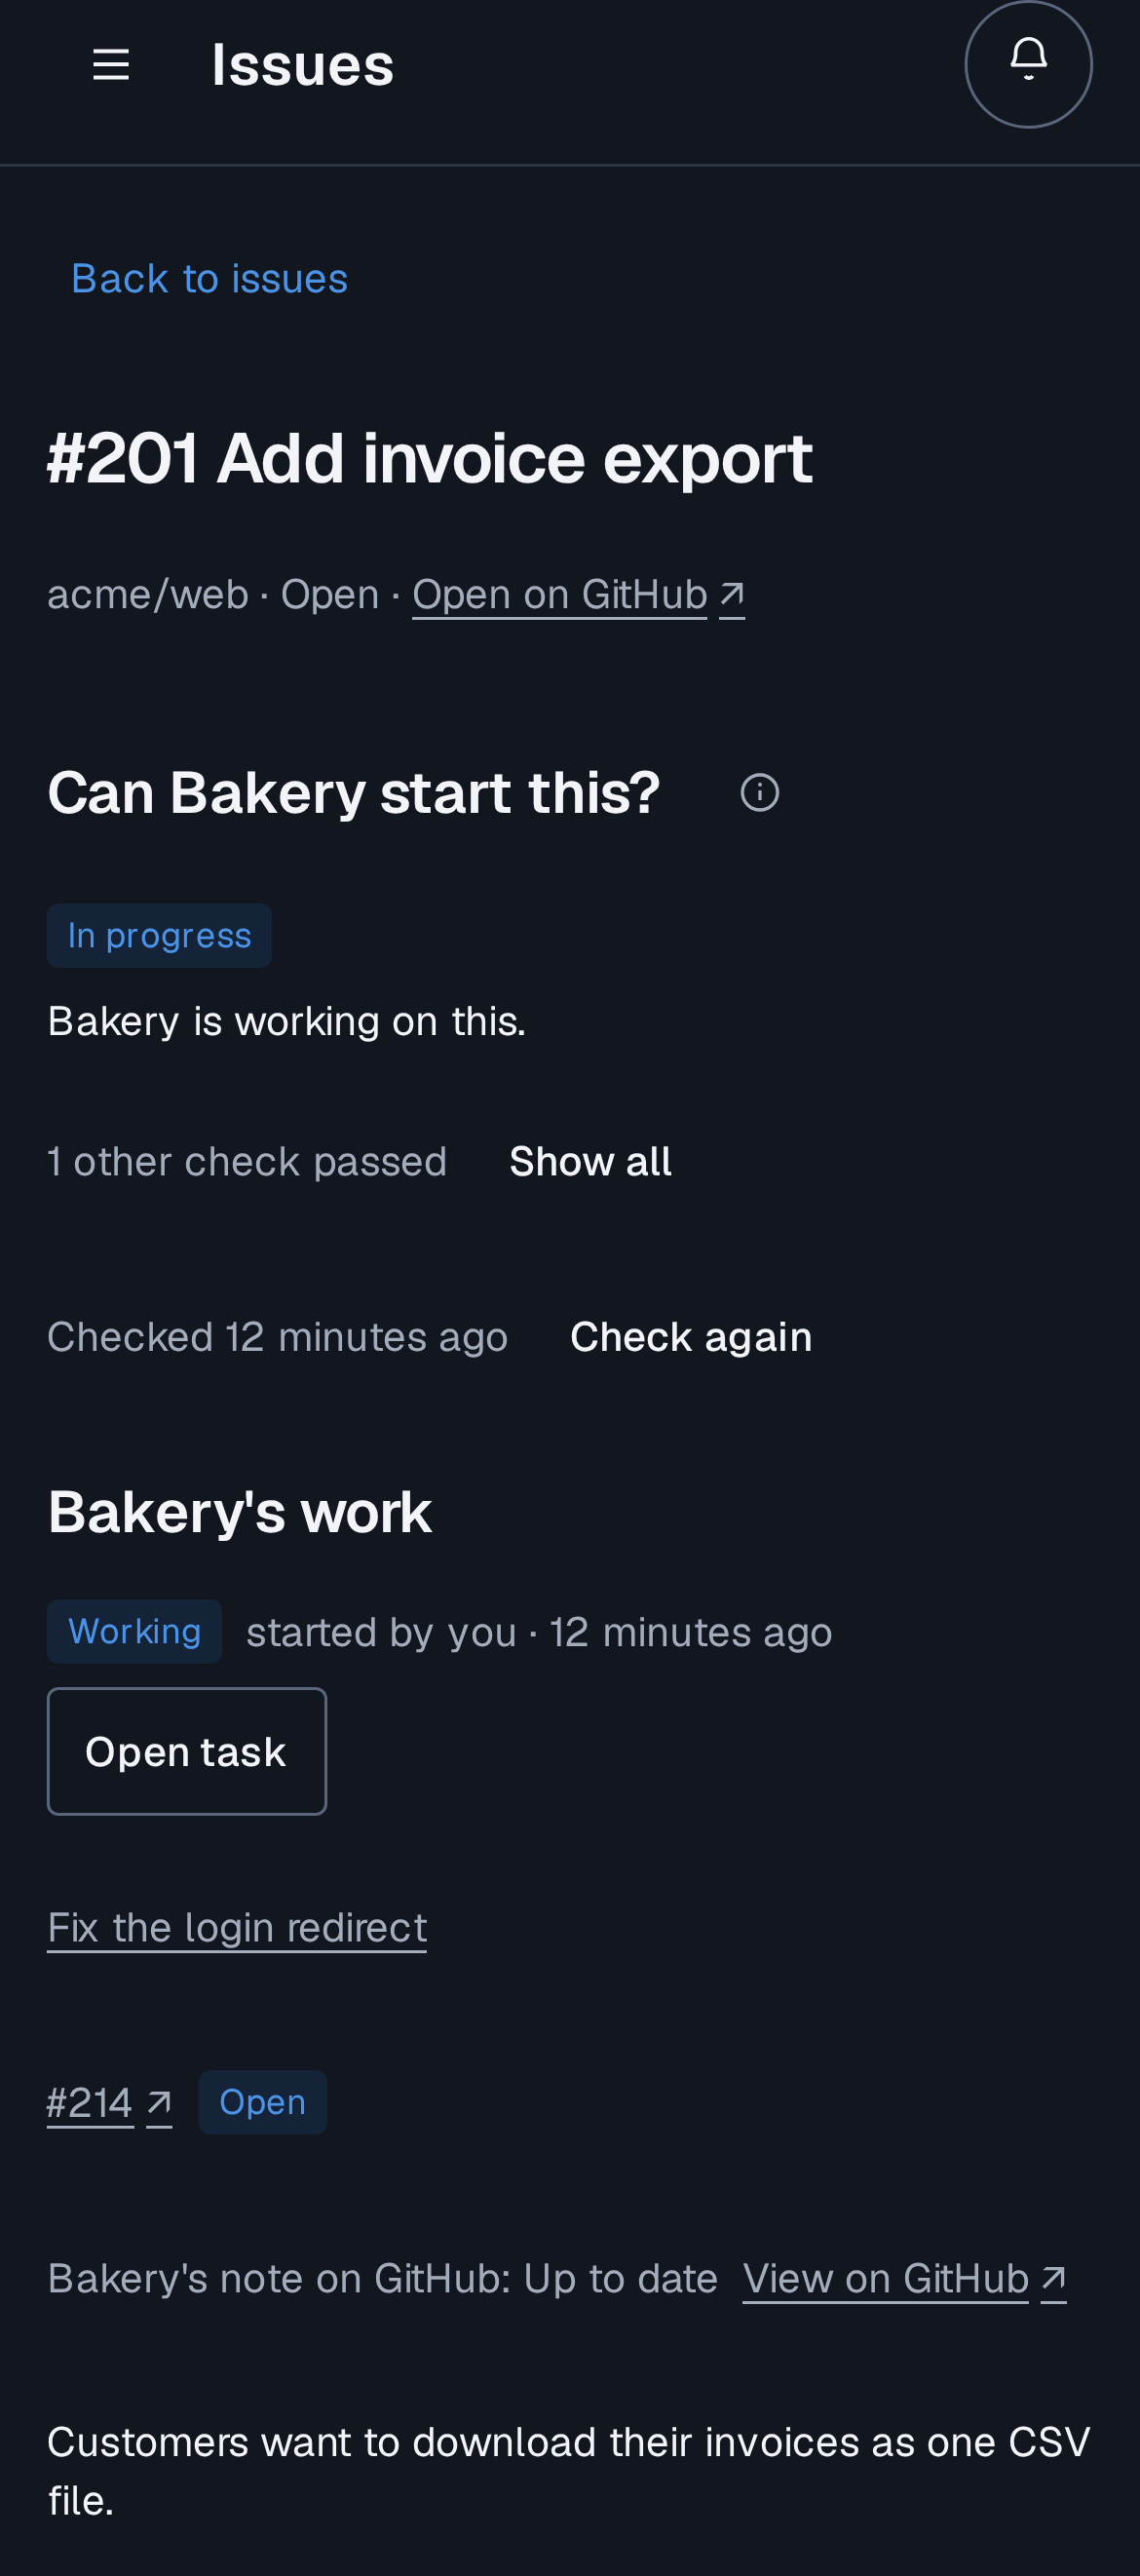 Issues
Back to issues
#201 Add invoice export
acme/web · Open · Open on GitHub ↗
Can Bakery start this?
In progress
Bakery is working on this.
1 other check passed Show all
Checked 12 minutes ago Check again
Bakery's work
Working started by you · 12 minutes ago
Open task
Fix the login redirect
#214 ↗ Open
Bakery's note on GitHub: Up to date View on GitHub ↗
Customers want to download their invoices as one CSV
file.